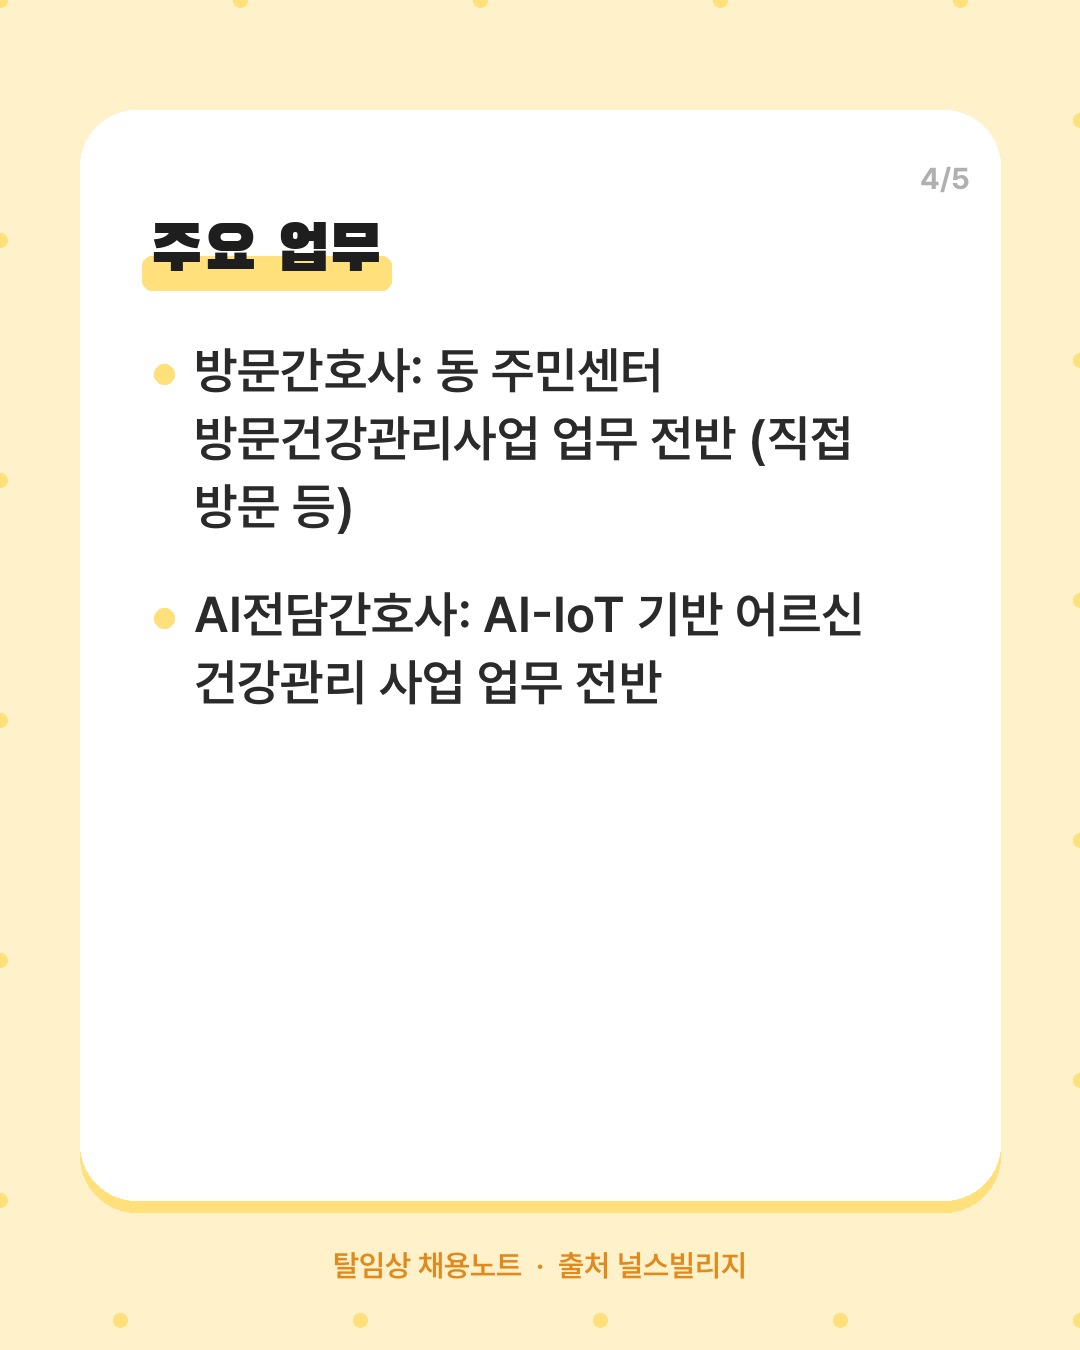 4/5
주요 업무
방문간호사: 동 주민센터
방문건강관리사업 업무 전반 (직접
방문 등)
AI전담간호사: AI-IoT 기반 어르신
건강관리 사업 업무 전반
탈임상 채용노트 · 출처 널스빌리지